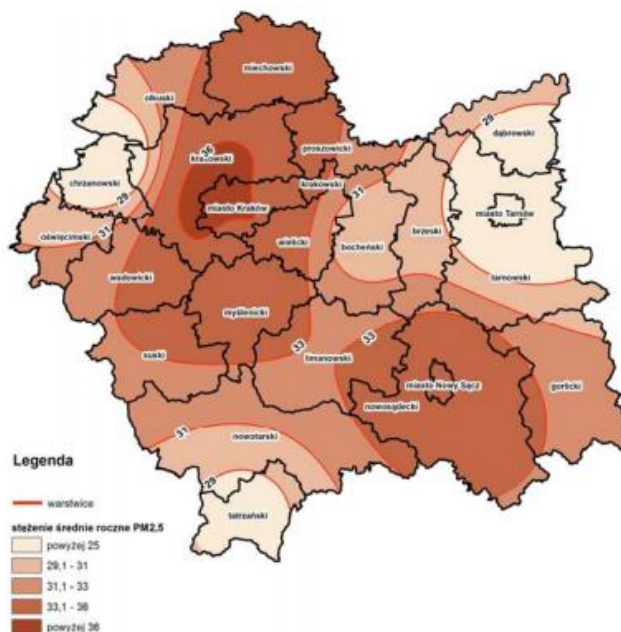 miechowski
olkuski
29
dąbrowski
36
krakowski
proszowicki
chrzanowski
krakowski
31
miasto Kraków
miasto Tarnów
29
oświęcimski
31
wielicki
bocheński
brzeski
wadowicki
tarnowski
myślenicki
33
33
suski
limanowski
miasto Nowy Sącz
gorlicki
nowosądecki
31
nowotarski
29
tatrzański
Legenda
warstwice
stężenie średnie roczne PM2,5
powyżej 25
29,1 - 31
31,1 - 33
33,1 - 36
powyżej 36